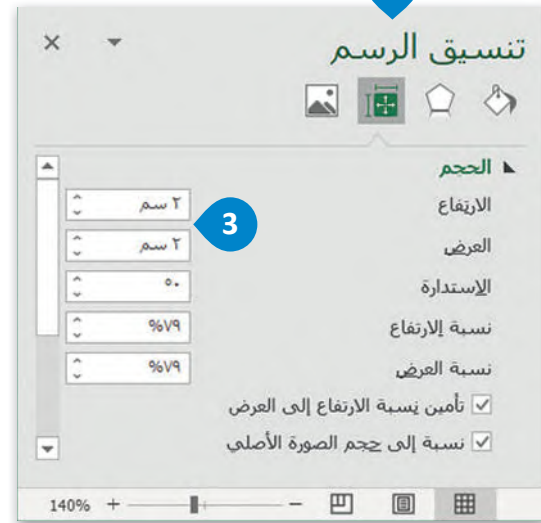 تنسيق الرسم
الحجم
الارتفاع ٢ سم
3
العرض ٢ سم
الاستدارة ٥٠
نسبة الارتفاع ٧٩%
نسبة العرض ٧٩%
تأمين نسبة الارتفاع إلى العرض
نسبة إلى حجم الصورة الأصلي
140%